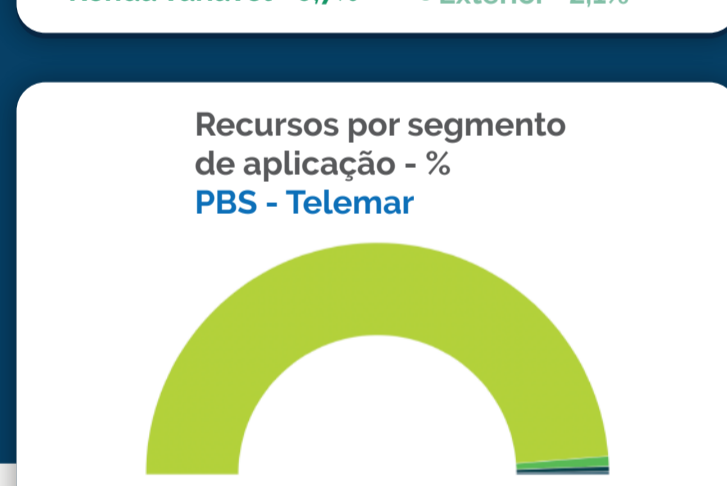 Recursos por segmento
de aplicação - %
PBS - Telemar